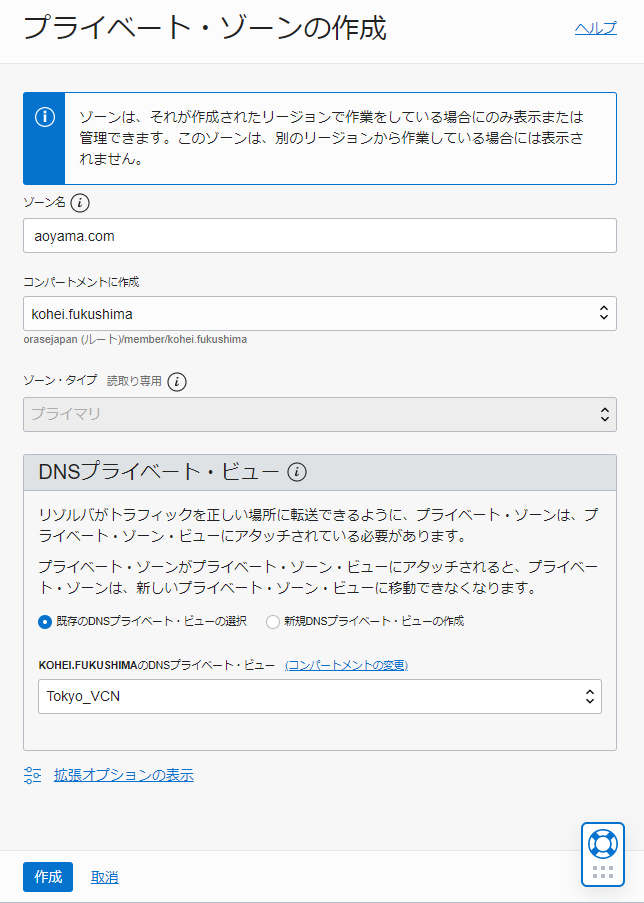 プライベート・ゾーンの作成
ヘルプ
ゾーンは、それが作成されたリージョンで作業をしている場合にのみ表示または
管理できます。このゾーンは、別のリージョンから作業している場合には表示さ
れません。
ゾーン名
aoyama.com
コンパートメントに作成
kohei.fukushima
orasejapan (ルート)/member/kohei.fukushima
ゾーン・タイプ 読取り専用
プライマリ
DNSプライベート・ビュー
リゾルバがトラフィックを正しい場所に転送できるように、プライベート・ゾーンは、プ
ライベート・ゾーン・ビューにアタッチされている必要があります。
プライベート・ゾーンがプライベート・ゾーン・ビューにアタッチされると、プライベー
ト・ゾーンは、新しいプライベート・ゾーン・ビューに移動できなくなります。
既存のDNSプライベート・ビューの選択 新規DNSプライベート・ビューの作成
KOHEI.FUKUSHIMAのDNSプライベート・ビュー (コンパートメントの変更)
Tokyo_VCN
拡張オプションの表示
作成 取消